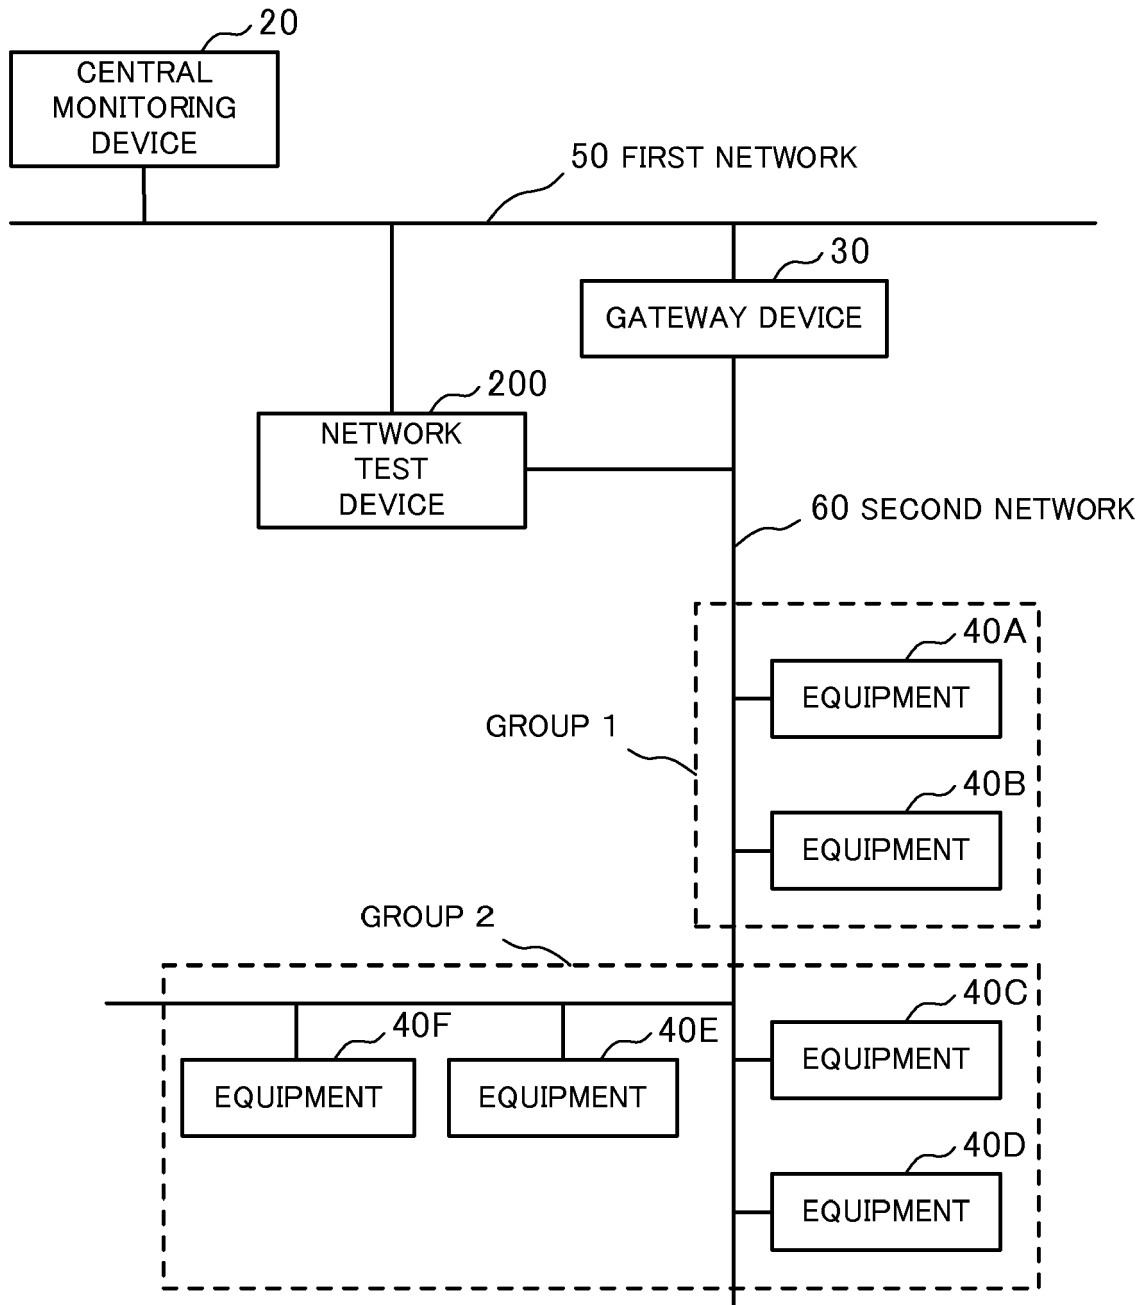 20
CENTRAL
MONITORING
DEVICE
50 FIRST NETWORK
30
GATEWAY DEVICE
200
NETWORK
TEST
DEVICE
60 SECOND NETWORK
40A
EQUIPMENT
GROUP 1
40B
EQUIPMENT
GROUP 2
40C
EQUIPMENT
40F
EQUIPMENT
40E
EQUIPMENT
40D
EQUIPMENT